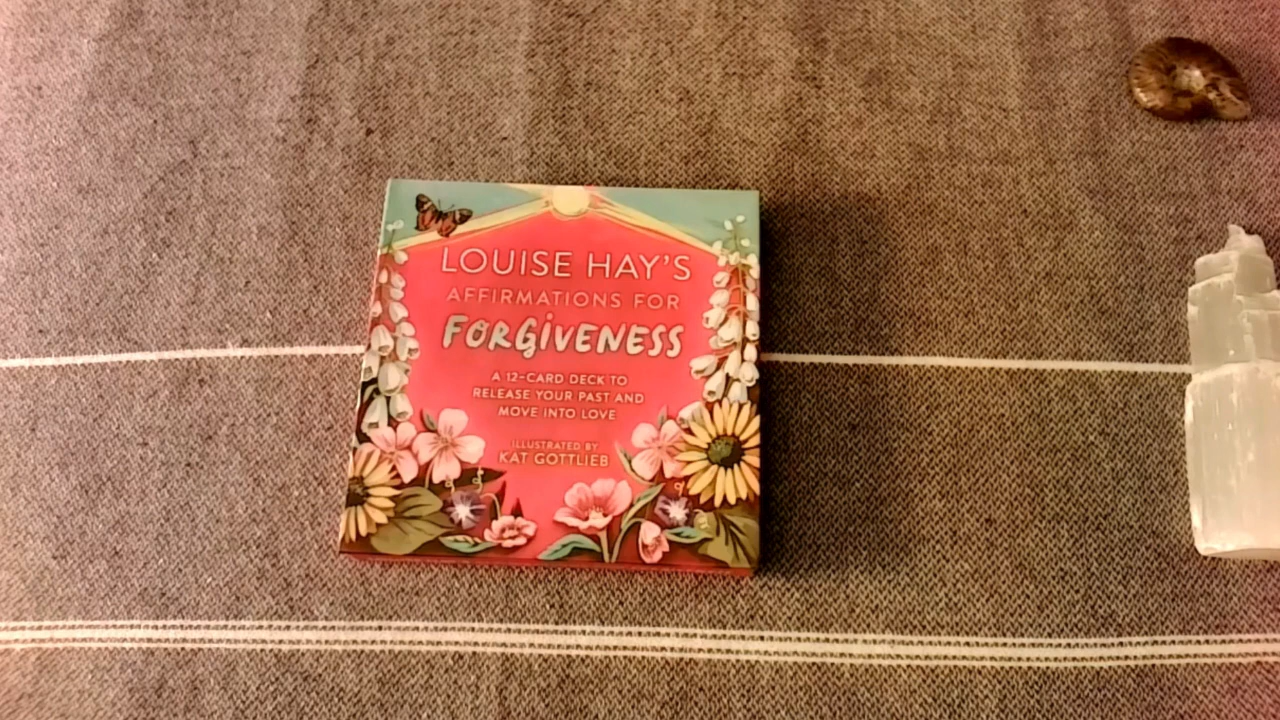 LOUISE HAY'S
AFFIRMATIONS FOR
FORGIVENESS
A 12-CARD DECK TO
RELEASE YOUR PAST AND
MOVE INTO LOVE
ILLUSTRATED BY
KAT GOTTLIEB